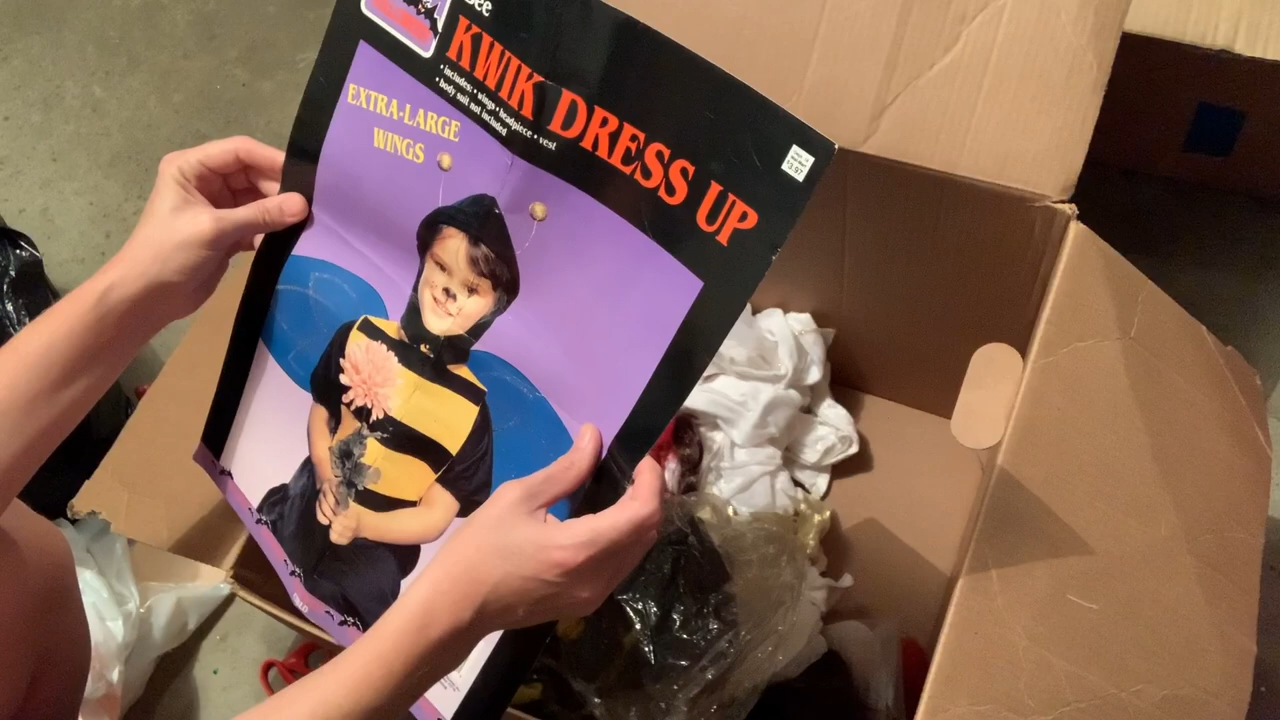 Bee
KWIK DRESS UP
• includes: • wings • headpiece • vest
• body suit not included
EXTRA-LARGE
WINGS
$3.97